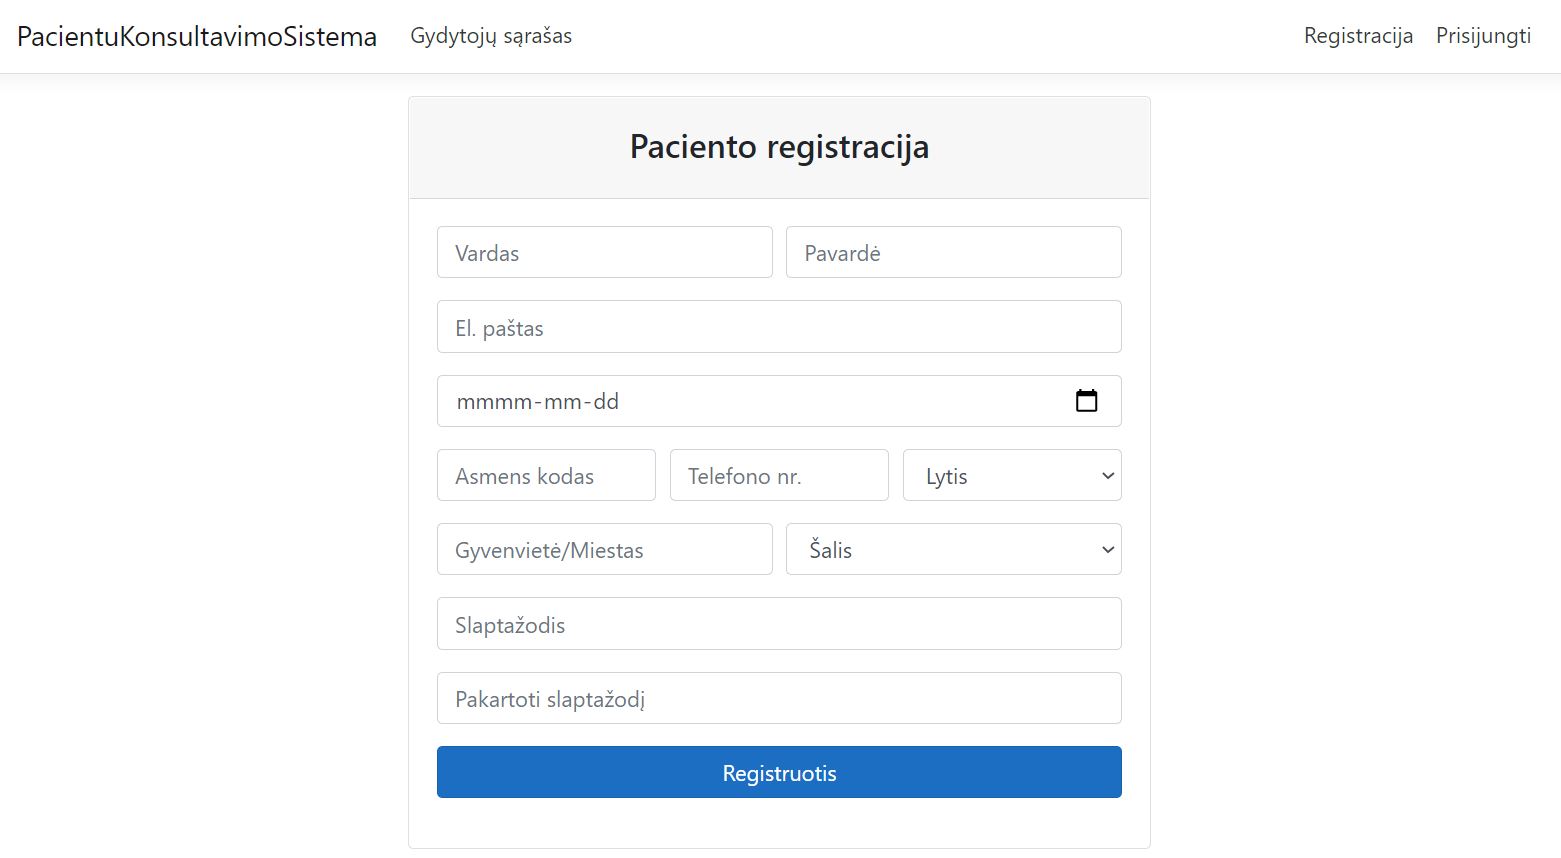 PacientuKonsultavimoSistema Gydytojų sąrašas Registracija Prisijungti
Paciento registracija
Vardas Pavardė
El. paštas
mmmm-mm-dd
Asmens kodas Telefono nr. Lytis
Gyvenvietė/Miestas Šalis
Slaptažodis
Pakartoti slaptažodį
Registruotis